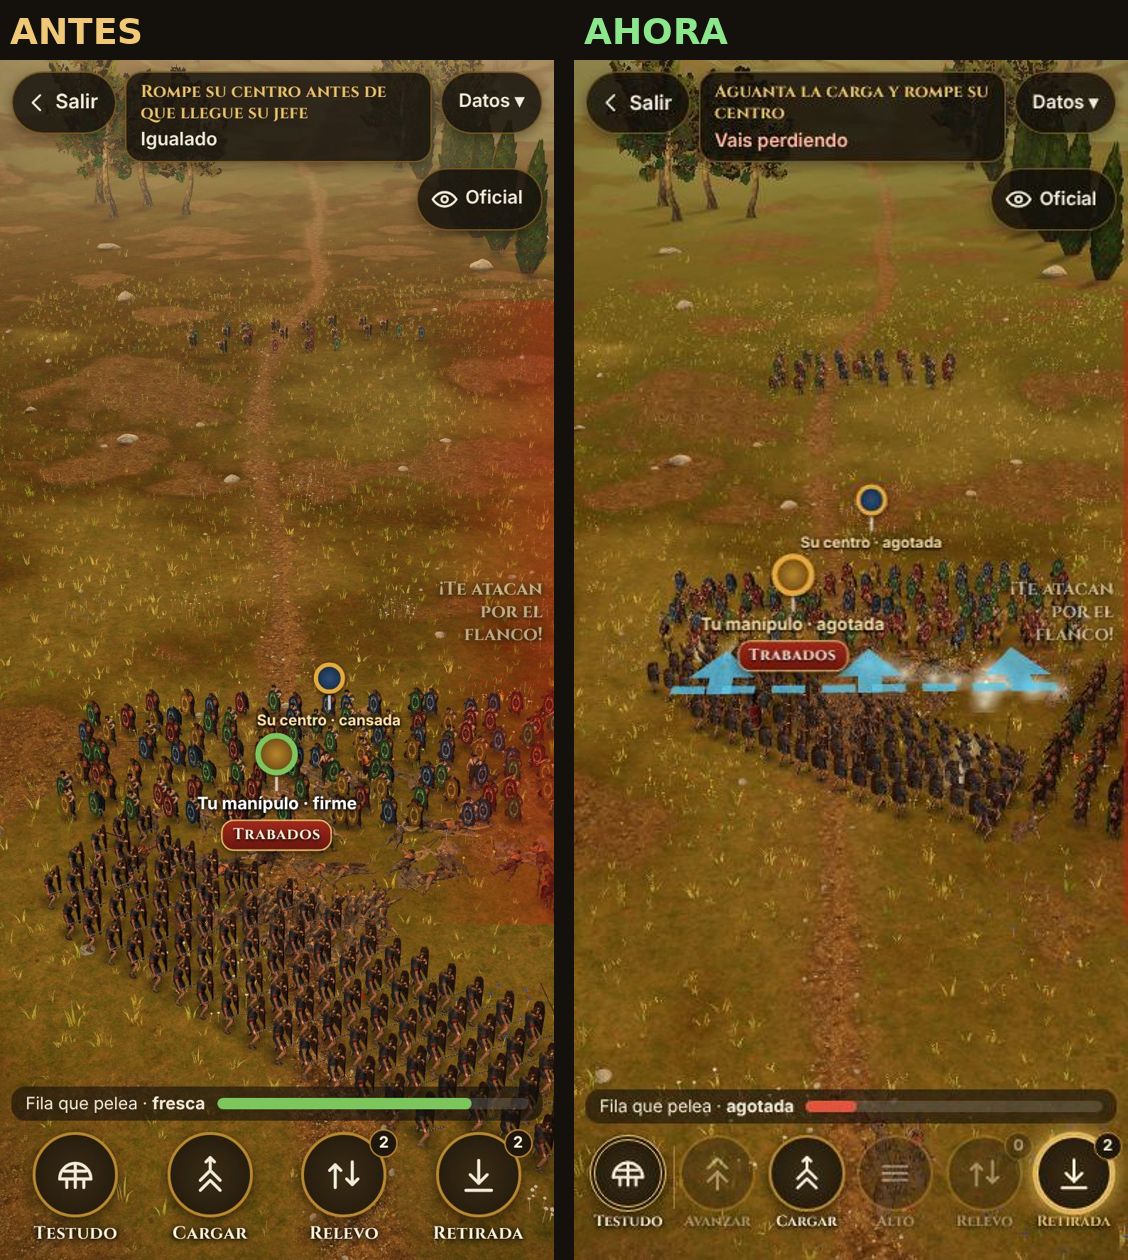 ANTES
Salir
ROMPE SU CENTRO ANTES DE
QUE LLEGUE SU JEFE
Igualado
Datos ▾
Oficial
¡TE ATACAN
POR EL
FLANCO!
Su centro · cansada
Tu manípulo · firme
TRABADOS
Fila que pelea · fresca
2
2
TESTUDO
CARGAR
RELEVO
RETIRADA
AHORA
Salir
AGUANTA LA CARGA Y ROMPE SU
CENTRO
Vais perdiendo
Datos ▾
Oficial
Su centro · agotada
¡TE ATACAN
POR EL
FLANCO!
Tu manípulo · agotada
TRABADOS
Fila que pelea · agotada
0
2
TESTUDO
AVANZAR
CARGAR
ALTO
RELEVO
RETIRADA